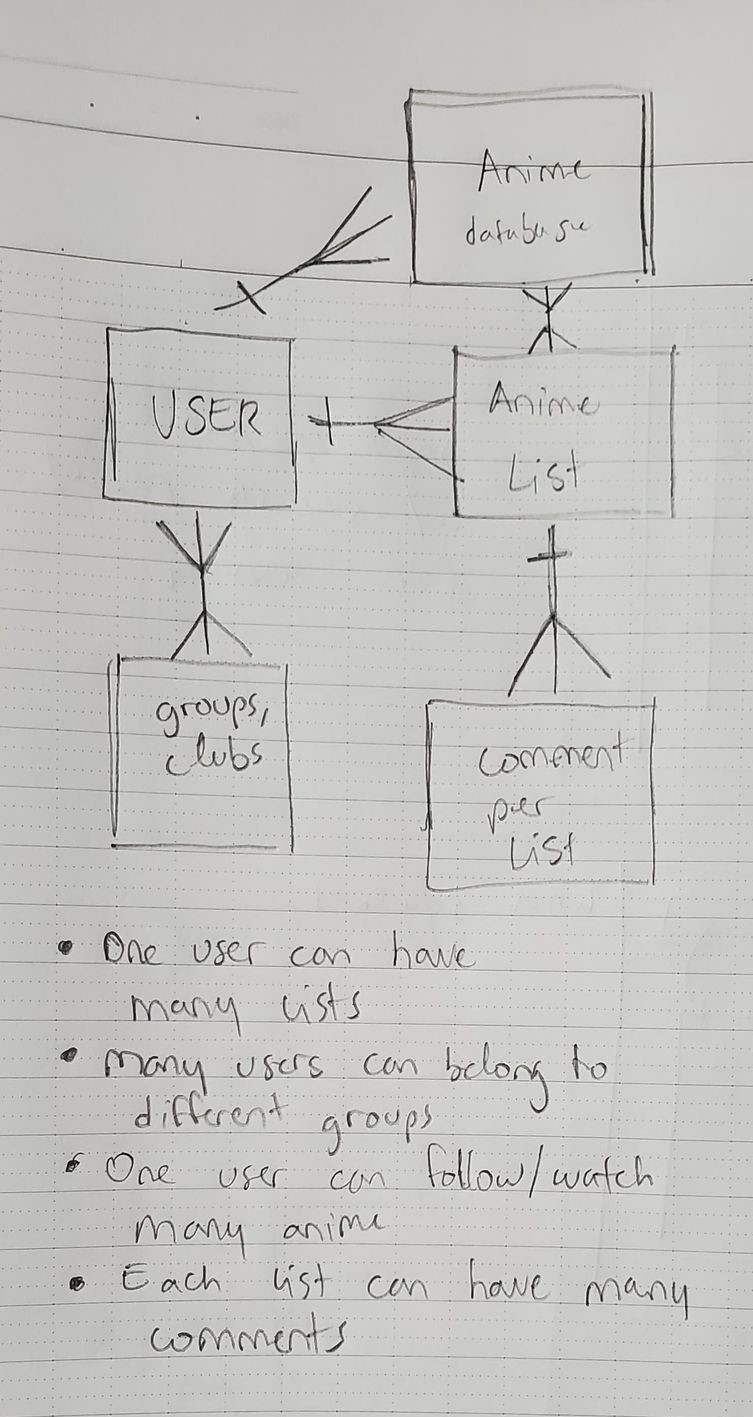 Anime
database
USER
Anime
List
groups,
clubs
Comment
per
List
• One user can have
many lists
• Many users can belong to
different groups
• One user can follow/watch
many anime
• Each list can have many
comments